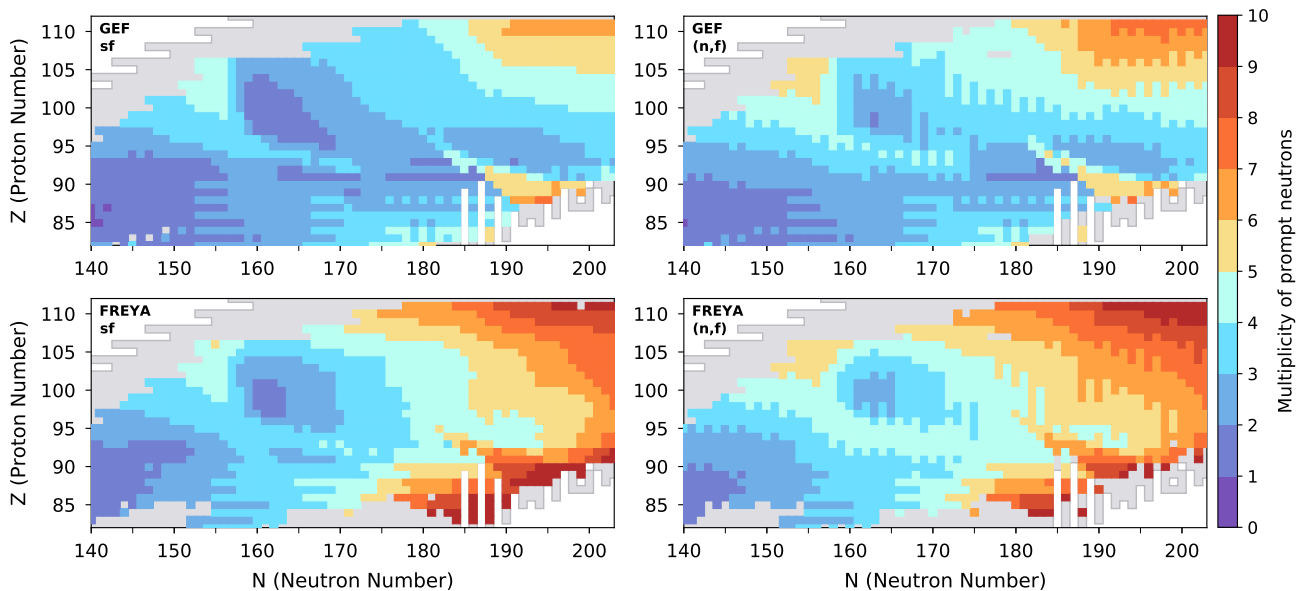 GEF
sf
110
105
100
95
90
85
Z (Proton Number)
140 150 160 170 180 190 200
GEF
(n,f)
110
105
100
95
90
85
140 150 160 170 180 190 200
FREYA
sf
110
105
100
95
90
85
Z (Proton Number)
140 150 160 170 180 190 200
N (Neutron Number)
FREYA
(n,f)
110
105
100
95
90
85
140 150 160 170 180 190 200
N (Neutron Number)
10
9
8
7
6
5
4
3
2
1
0
Multiplicity of prompt neutrons